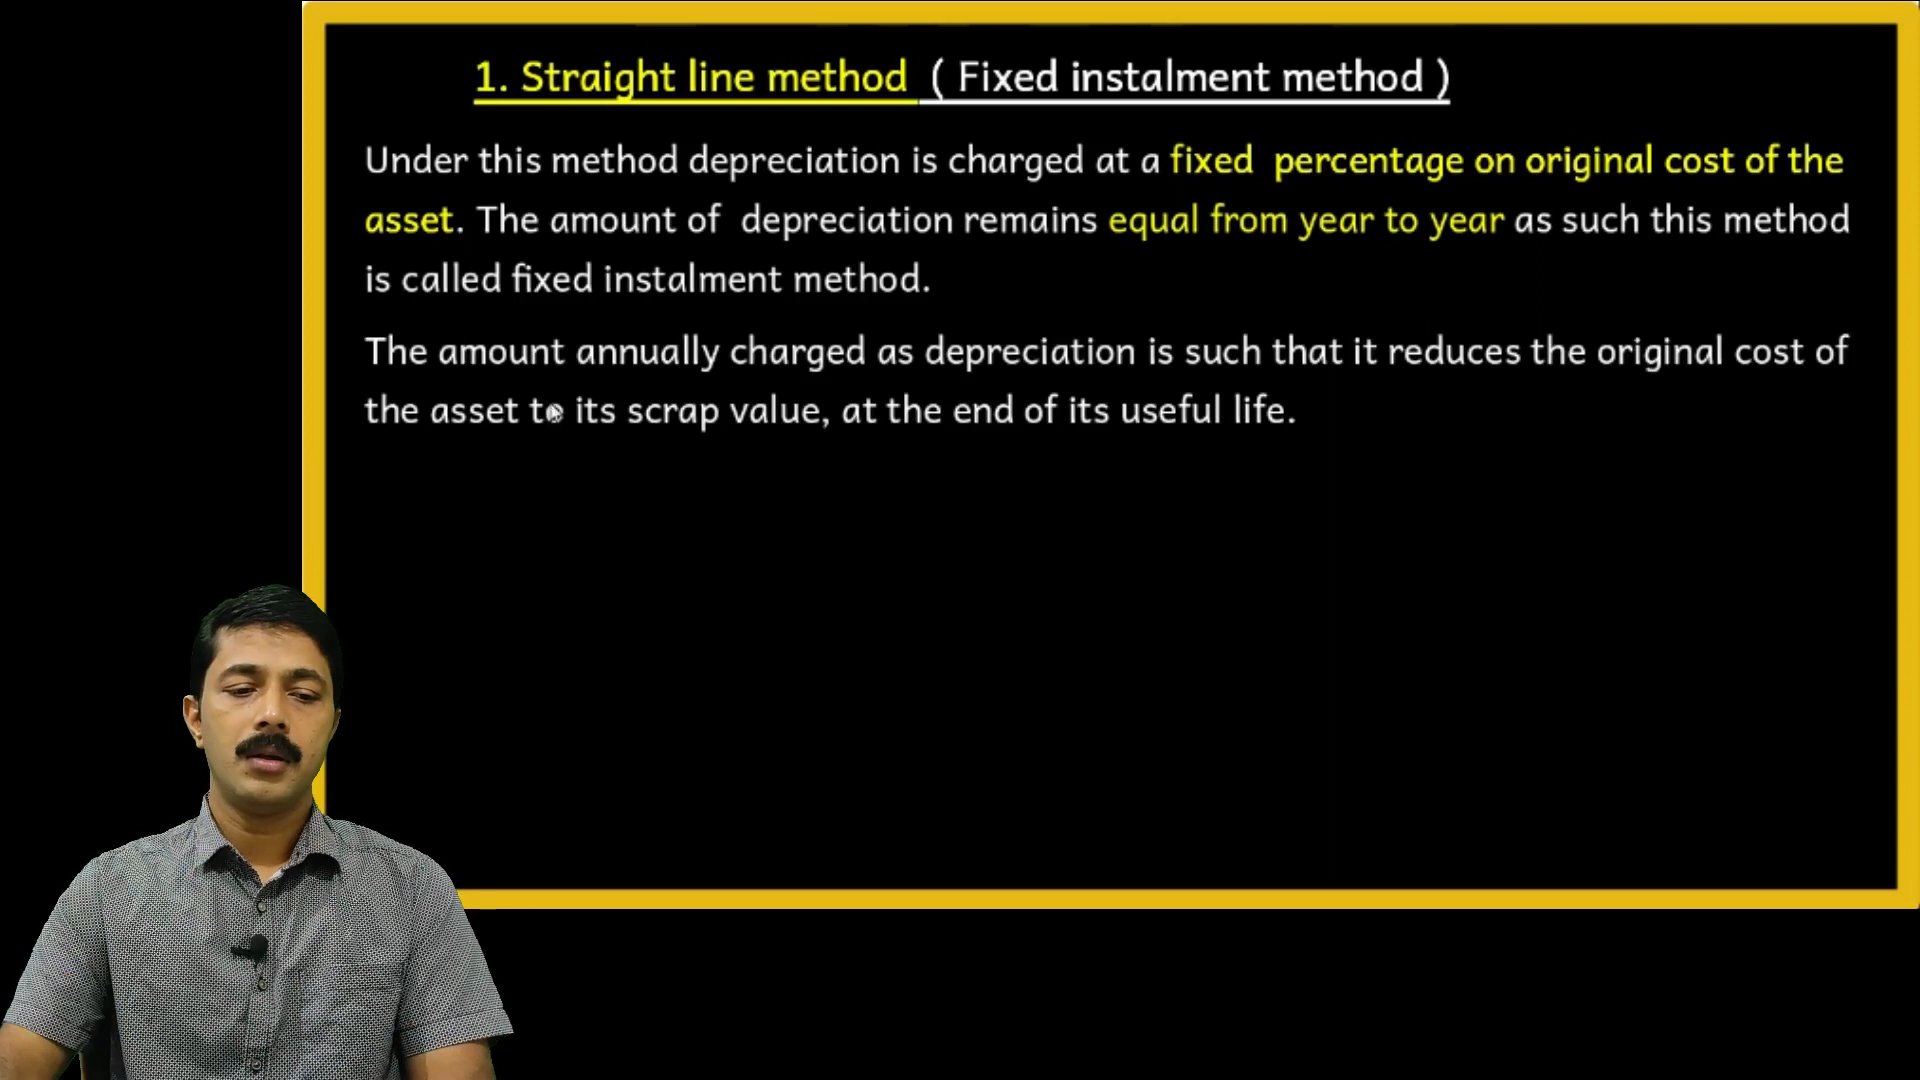 1. Straight line method ( Fixed instalment method )
Under this method depreciation is charged at a fixed percentage on original cost of the
asset. The amount of depreciation remains equal from year to year as such this method
is called fixed instalment method.
The amount annually charged as depreciation is such that it reduces the original cost of
the asset to its scrap value, at the end of its useful life.